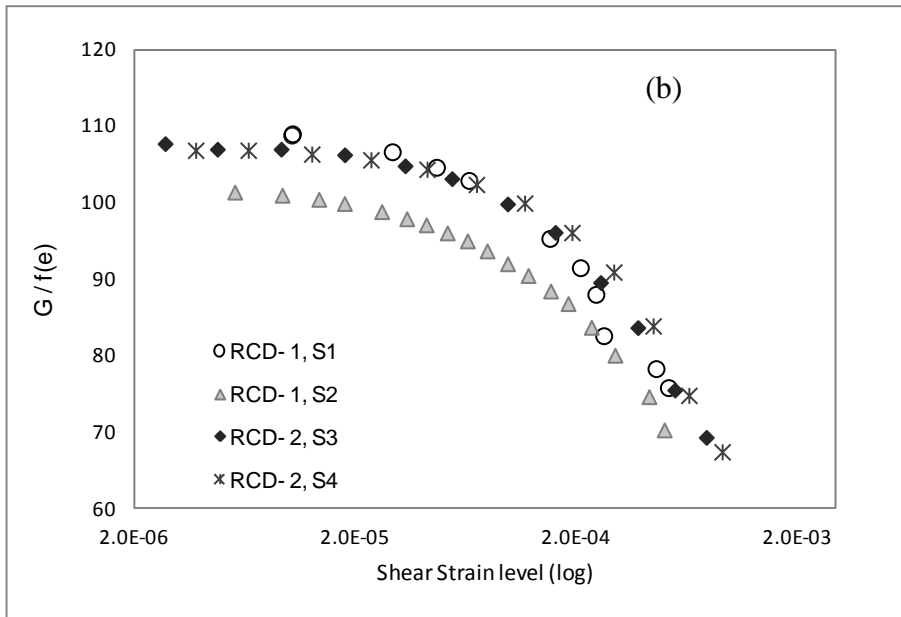 120
(b)
110
100
90
80
70
60
G / f(e)
RCD- 1, S1
RCD- 1, S2
RCD- 2, S3
RCD- 2, S4
2.0E-06 2.0E-05 2.0E-04 2.0E-03
Shear Strain level (log)